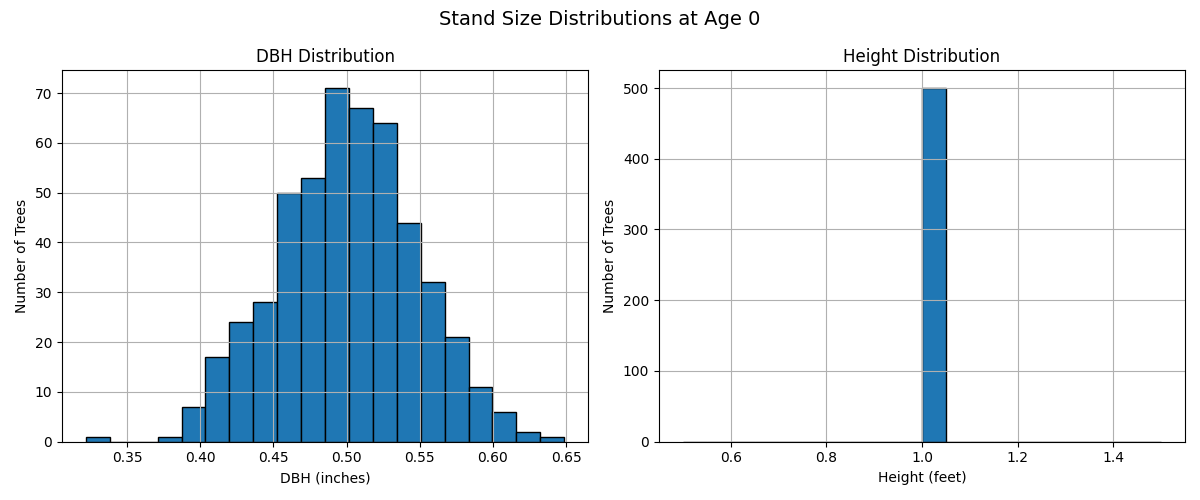 Stand Size Distributions at Age 0
DBH Distribution
Number of Trees
70
60
50
40
30
20
10
0
0.35 0.40 0.45 0.50 0.55 0.60 0.65
DBH (inches)
Height Distribution
Number of Trees
500
400
300
200
100
0
0.6 0.8 1.0 1.2 1.4
Height (feet)